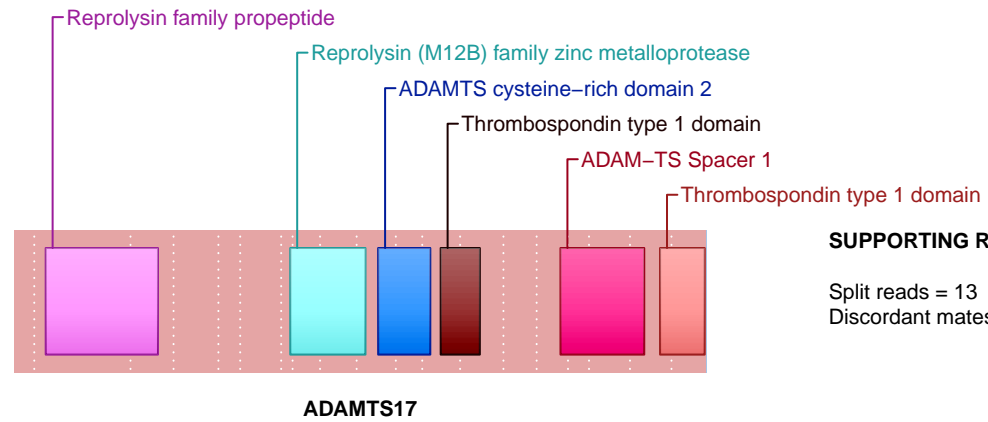 Reprolysin family propeptide
Reprolysin (M12B) family zinc metalloprotease
ADAMTS cysteine−rich domain 2
Thrombospondin type 1 domain
ADAM−TS Spacer 1
Thrombospondin type 1 domain
SUPPORTING R
Split reads = 13
Discordant mates
ADAMTS17